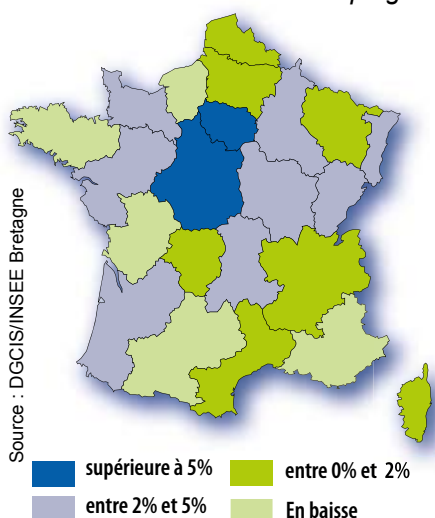 Source : DGCIS/INSEE Bretagne
supérieure à 5%
entre 0% et 2%
entre 2% et 5%
En baisse